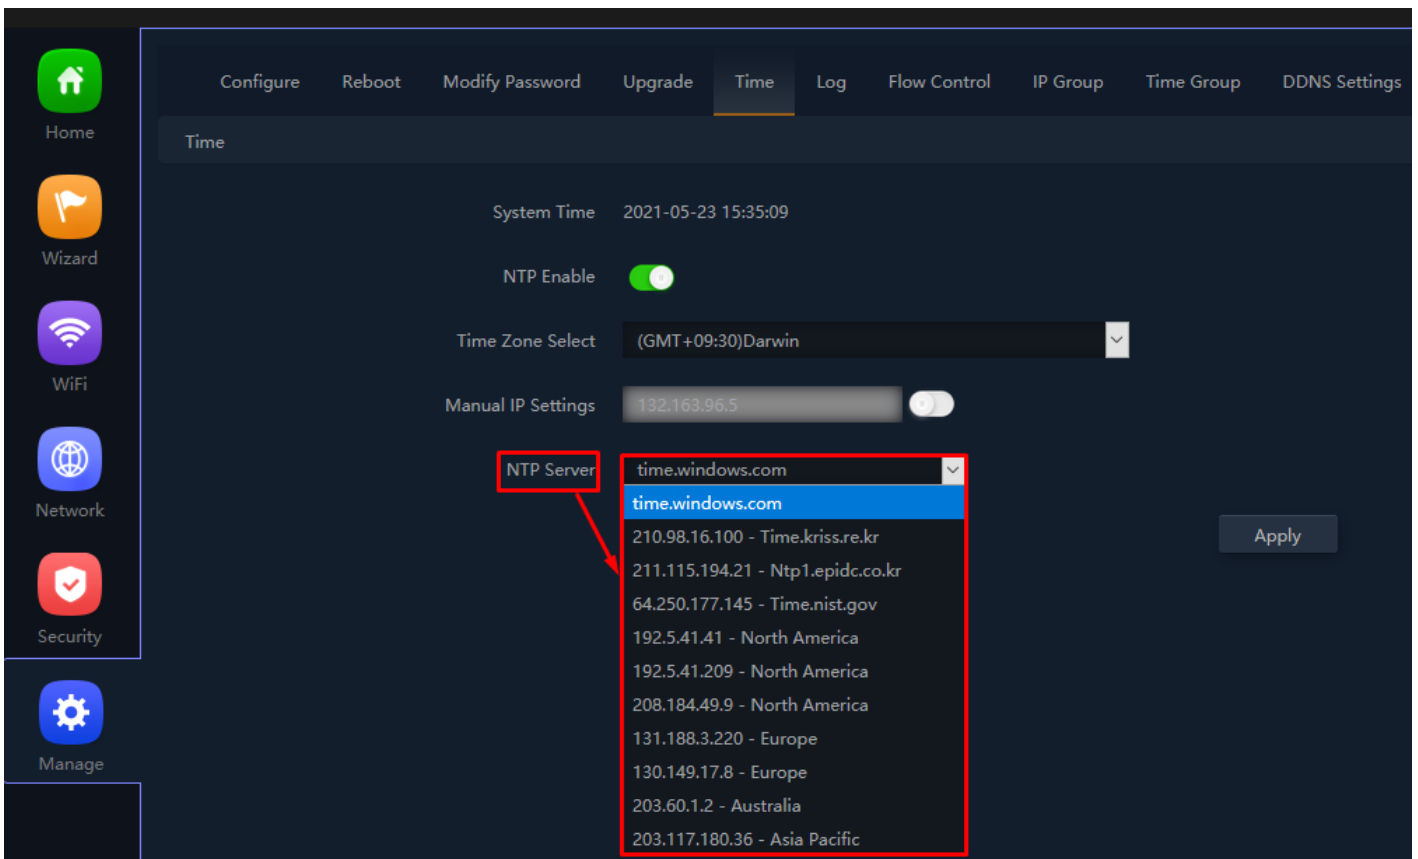 Configure Reboot Modify Password Upgrade Time Log Flow Control IP Group Time Group DDNS Settings
Home
Time
Wizard
System Time 2021-05-23 15:35:09
NTP Enable
Time Zone Select (GMT+09:30)Darwin
WiFi
Manual IP Settings 132.163.96.5
NTP Server time.windows.com
time.windows.com
210.98.16.100 - Time.kriss.re.kr
211.115.194.21 - Ntp1.epidc.co.kr
64.250.177.145 - Time.nist.gov
192.5.41.41 - North America
192.5.41.209 - North America
208.184.49.9 - North America
131.188.3.220 - Europe
130.149.17.8 - Europe
203.60.1.2 - Australia
203.117.180.36 - Asia Pacific
Apply
Network
Security
Manage